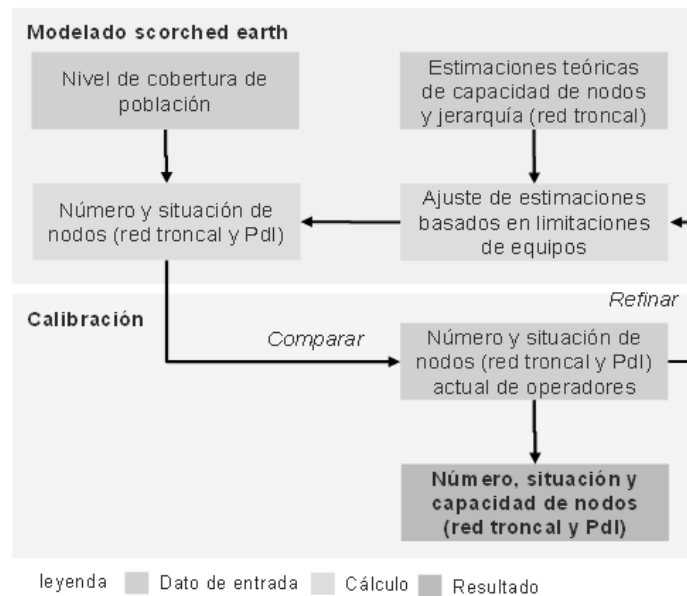 Modelado scorched earth
Nivel de cobertura de
población
Estimaciones teóricas
de capacidad de nodos
y jerarquía (red troncal)
Número y situación de
nodos (red troncal y PdI)
Ajuste de estimaciones
basados en limitaciones
de equipos
Refinar
Calibración
Comparar
Número y situación de
nodos (red troncal y PdI)
actual de operadores
Número, situación y
capacidad de nodos
(red troncal y PdI)
leyenda Dato de entrada Cálculo Resultado